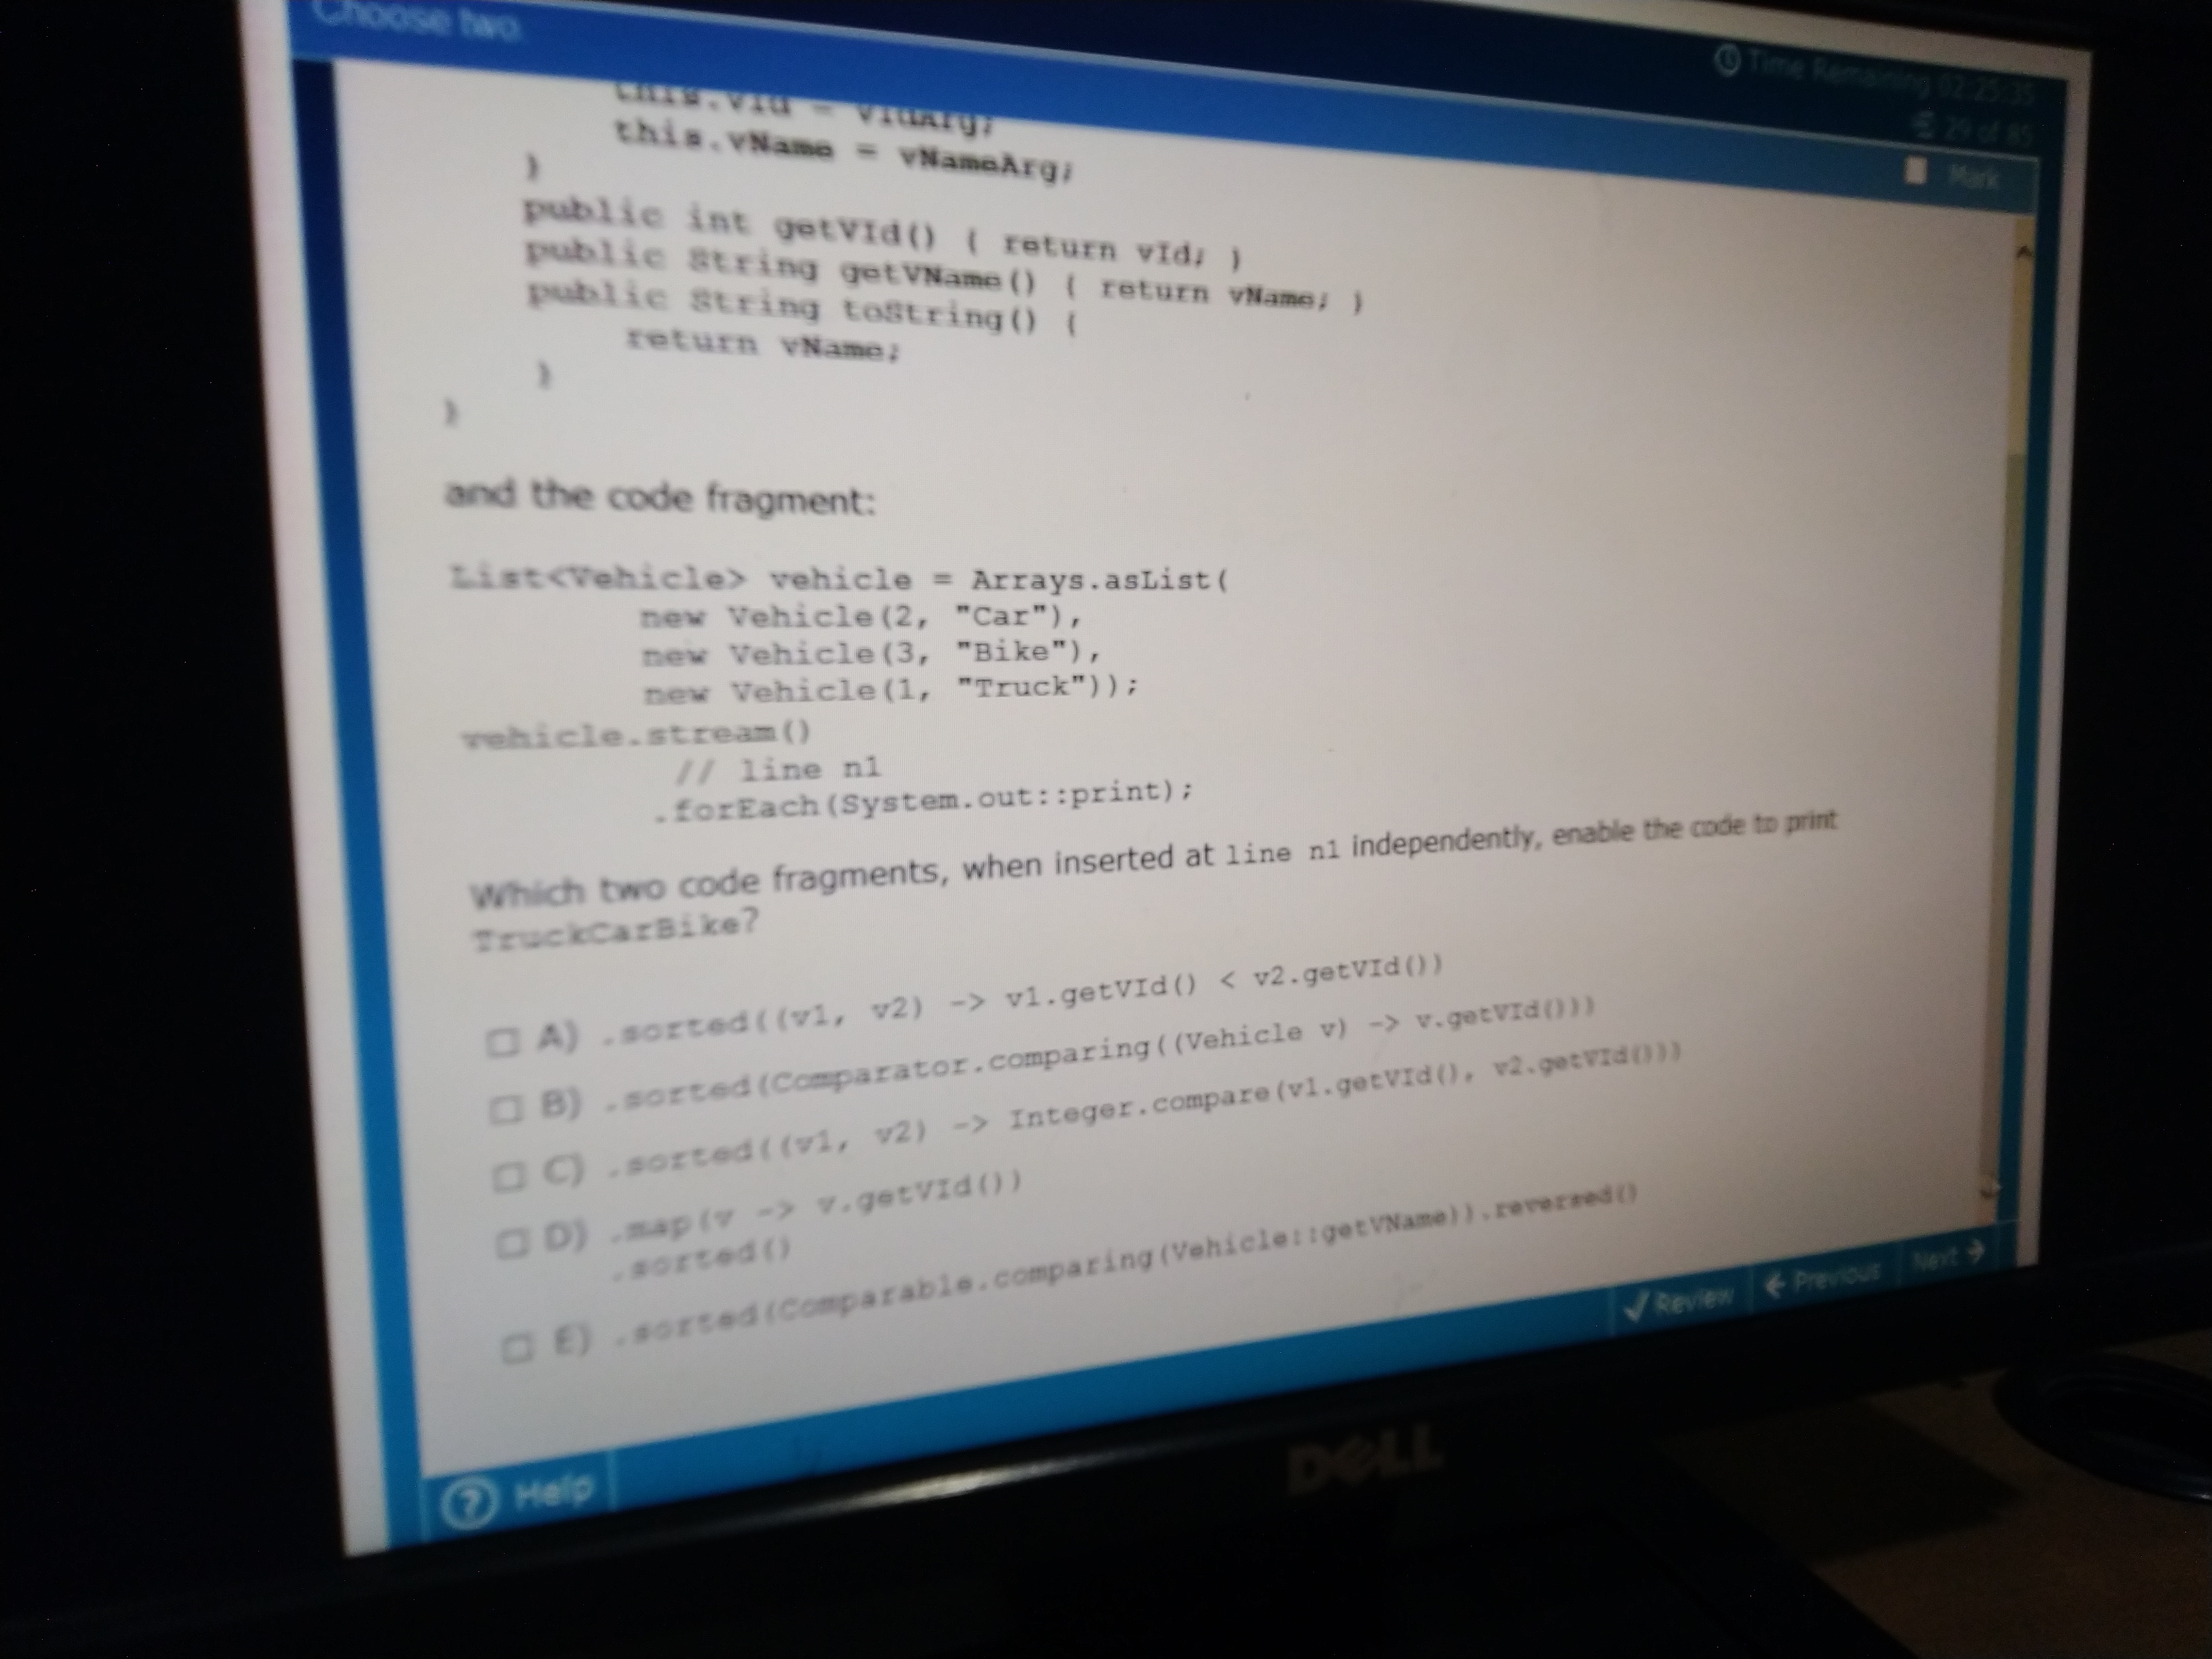 Choose two.
Time Remaining 02:25:35
29 of 85
Mark
this.vId = vIdArg;
this.vName = vNameArg;
}
public int getVId() { return vId; }
public String getVName() { return vName; }
public String toString() {
return vName;
}
}
and the code fragment:
List<Vehicle> vehicle = Arrays.asList(
new Vehicle(2, "Car"),
new Vehicle(3, "Bike"),
new Vehicle(1, "Truck"));
vehicle.stream()
// line n1
.forEach(System.out::print);
Which two code fragments, when inserted at line n1 independently, enable the code to print
TruckCarBike?
A) .sorted((v1, v2) -> v1.getVId() < v2.getVId())
B) .sorted(Comparator.comparing((Vehicle v) -> v.getVId()))
C) .sorted((v1, v2) -> Integer.compare(v1.getVId(), v2.getVId()))
D) .map(v -> v.getVId())
.sorted()
E) .sorted(Comparable.comparing(Vehicle::getVName)).reversed()
Review
Previous
Next
Help
DELL